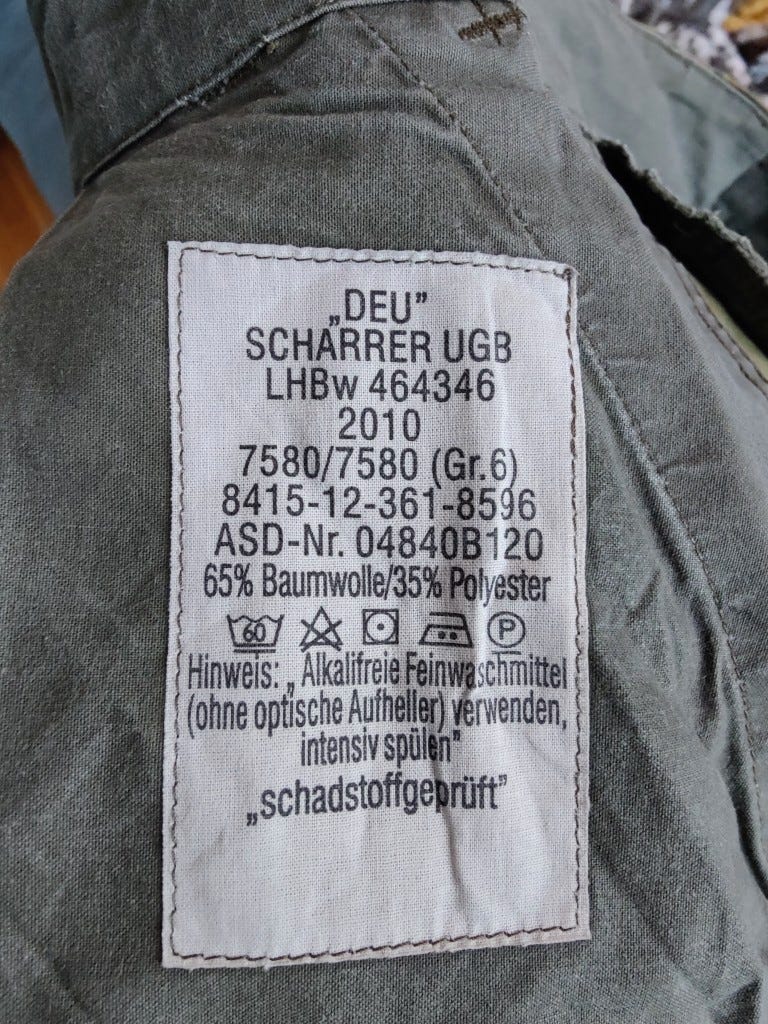 „DEU”
SCHARRER UGB
LHBw 464346
2010
7580/7580 (Gr.6)
8415-12-361-8596
ASD-Nr. 04840B120
65% Baumwolle/35% Polyester
60 P
Hinweis: „ Alkalifreie Feinwaschmittel
(ohne optische Aufheller) verwenden,
intensiv spülen”
„schadstoffgeprüft”